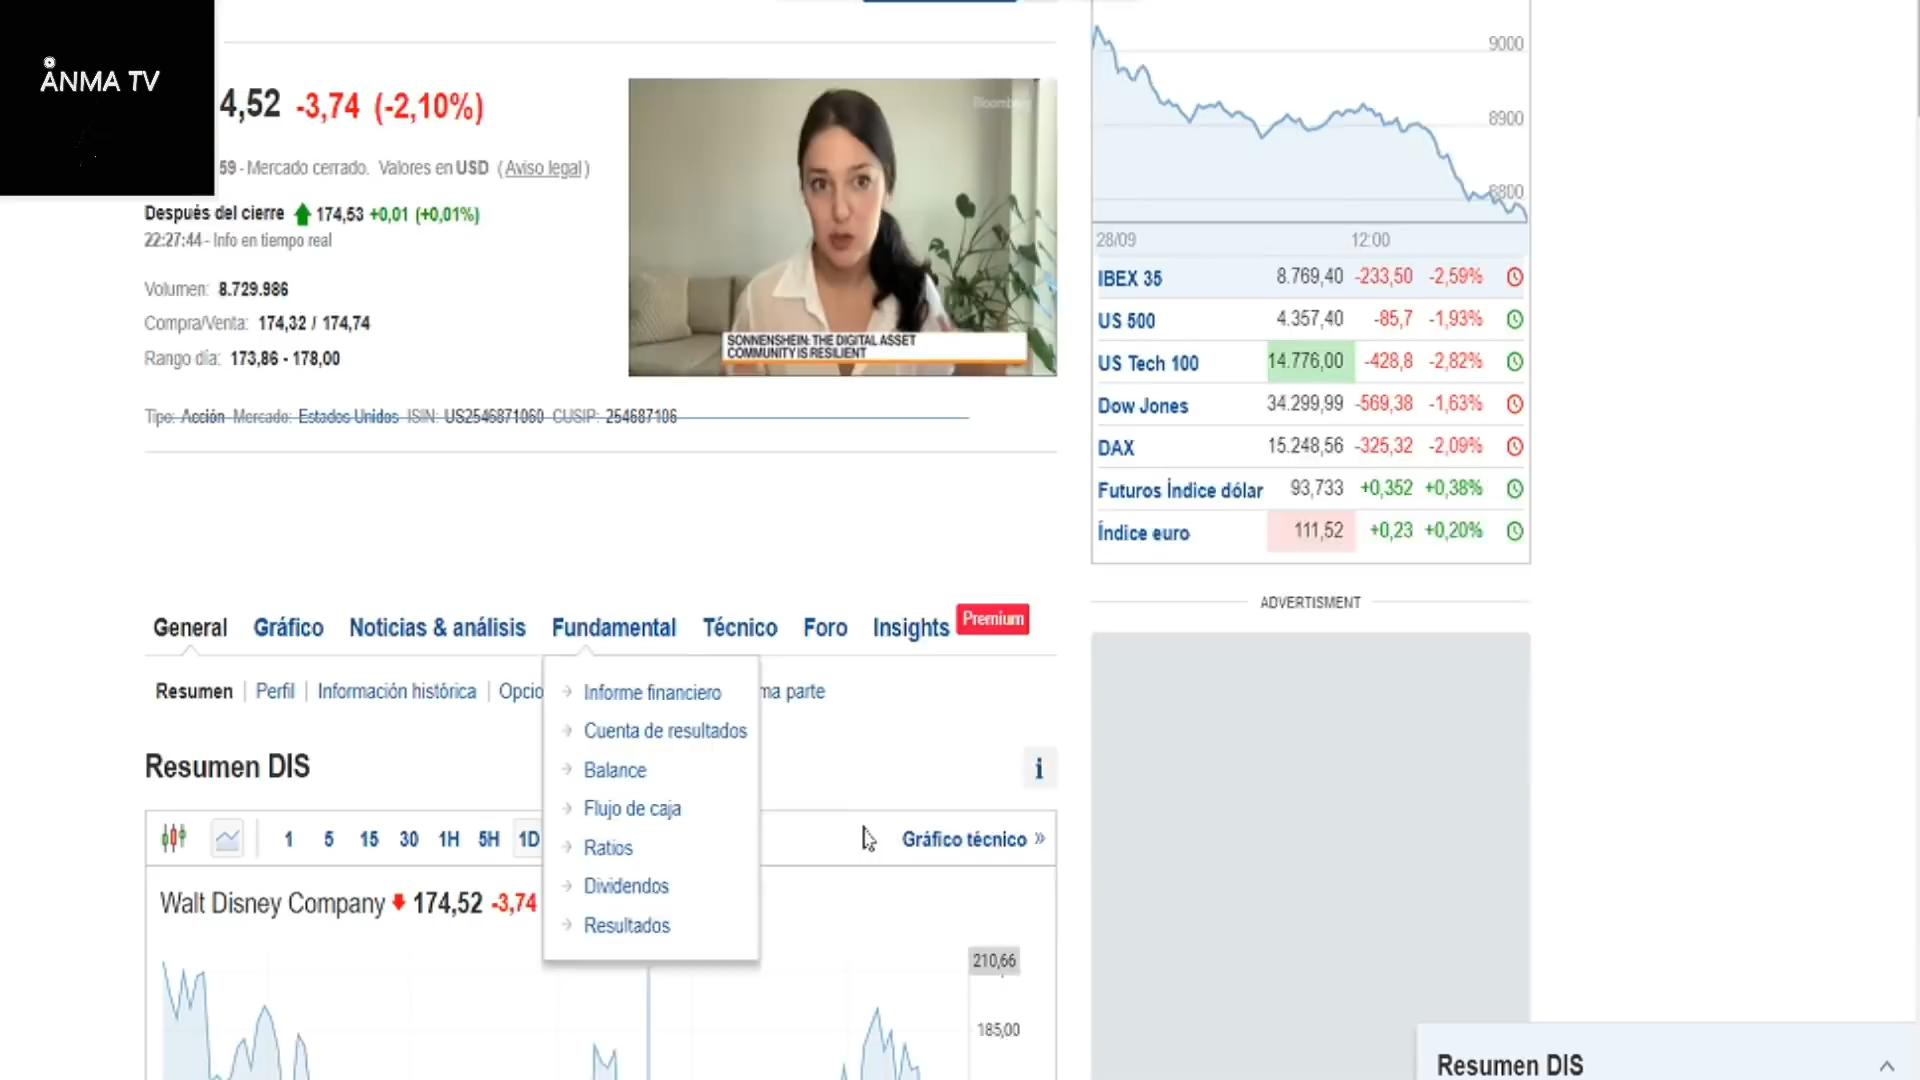 ANMA TV
4,52 -3,74 (-2,10%)
59 - Mercado cerrado. Valores en USD ( Aviso legal )
Después del cierre 174,53 +0,01 (+0,01%)
22:27:44 - Info en tiempo real
Volumen: 8.729.986
Compra/Venta: 174,32 / 174,74
Rango día: 173,86 - 178,00
Tipo: Acción Mercado: Estados Unidos ISIN: US2546871060 CUSIP: 254687106
SONNENSHEIN: THE DIGITAL ASSET
COMMUNITY IS RESILIENT
9000
8900
8800
28/09 12:00
IBEX 35 8.769,40 -233,50 -2,59%
US 500 4.357,40 -85,7 -1,93%
US Tech 100 14.776,00 -428,8 -2,82%
Dow Jones 34.299,99 -569,38 -1,63%
DAX 15.248,56 -325,32 -2,09%
Futuros Índice dólar 93,733 +0,352 +0,38%
Índice euro 111,52 +0,23 +0,20%
ADVERTISMENT
General Gráfico Noticias & análisis Fundamental Técnico Foro Insights Premium
Resumen Perfil Información histórica Opcio ma parte
Informe financiero
Cuenta de resultados
Balance
Flujo de caja
Ratios
Dividendos
Resultados
Resumen DIS
1 5 15 30 1H 5H 1D Gráfico técnico »
Walt Disney Company 174,52 -3,74
210,66
185,00
Resumen DIS